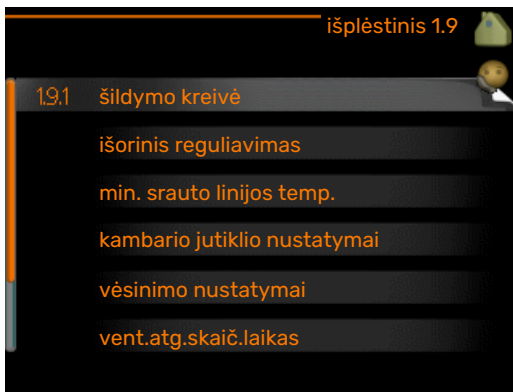 išplėstinis 1.9
1.9.1 šildymo kreivė
išorinis reguliavimas
min. srauto linijos temp.
kambario jutiklio nustatymai
vėsinimo nustatymai
vent.atg.skaič.laikas